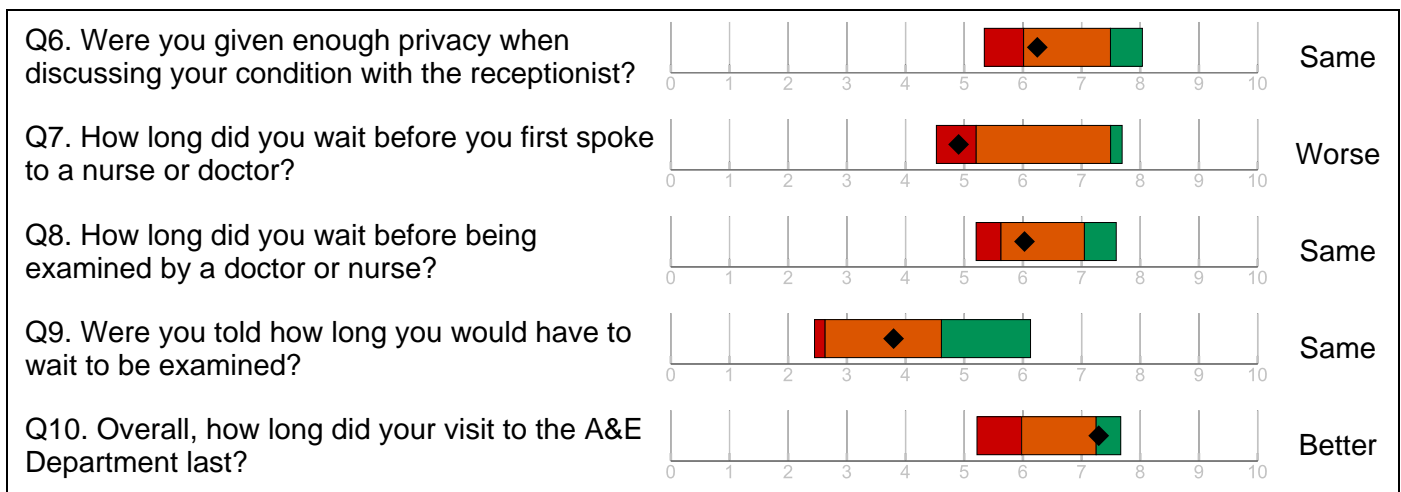 Q6. Were you given enough privacy when
discussing your condition with the receptionist?
0 1 2 3 4 5 6 7 8 9 10
Same
Q7. How long did you wait before you first spoke
to a nurse or doctor?
0 1 2 3 4 5 6 7 8 9 10
Worse
Q8. How long did you wait before being
examined by a doctor or nurse?
0 1 2 3 4 5 6 7 8 9 10
Same
Q9. Were you told how long you would have to
wait to be examined?
0 1 2 3 4 5 6 7 8 9 10
Same
Q10. Overall, how long did your visit to the A&E
Department last?
0 1 2 3 4 5 6 7 8 9 10
Better